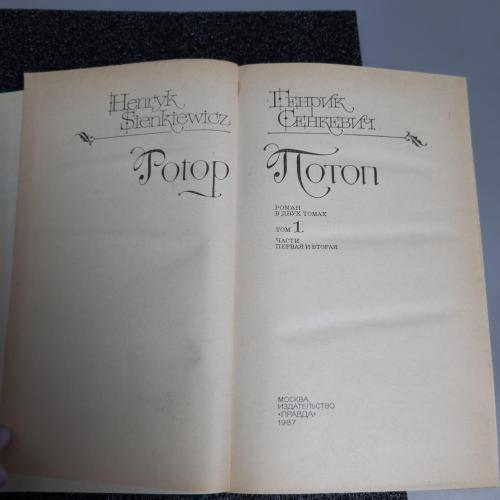 Henryk
Sienkiewicz
Potop
Генрик
Сенкевич
Потоп
РОМАН
В ДВУХ ТОМАХ
ТОМ 1
ЧАСТИ
ПЕРВАЯ И ВТОРАЯ
МОСКВА
ИЗДАТЕЛЬСТВО
«ПРАВДА»
1987